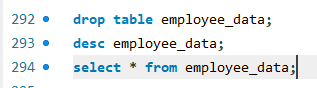 292 drop table employee_data;
293 desc employee_data;
294 select * from employee_data;